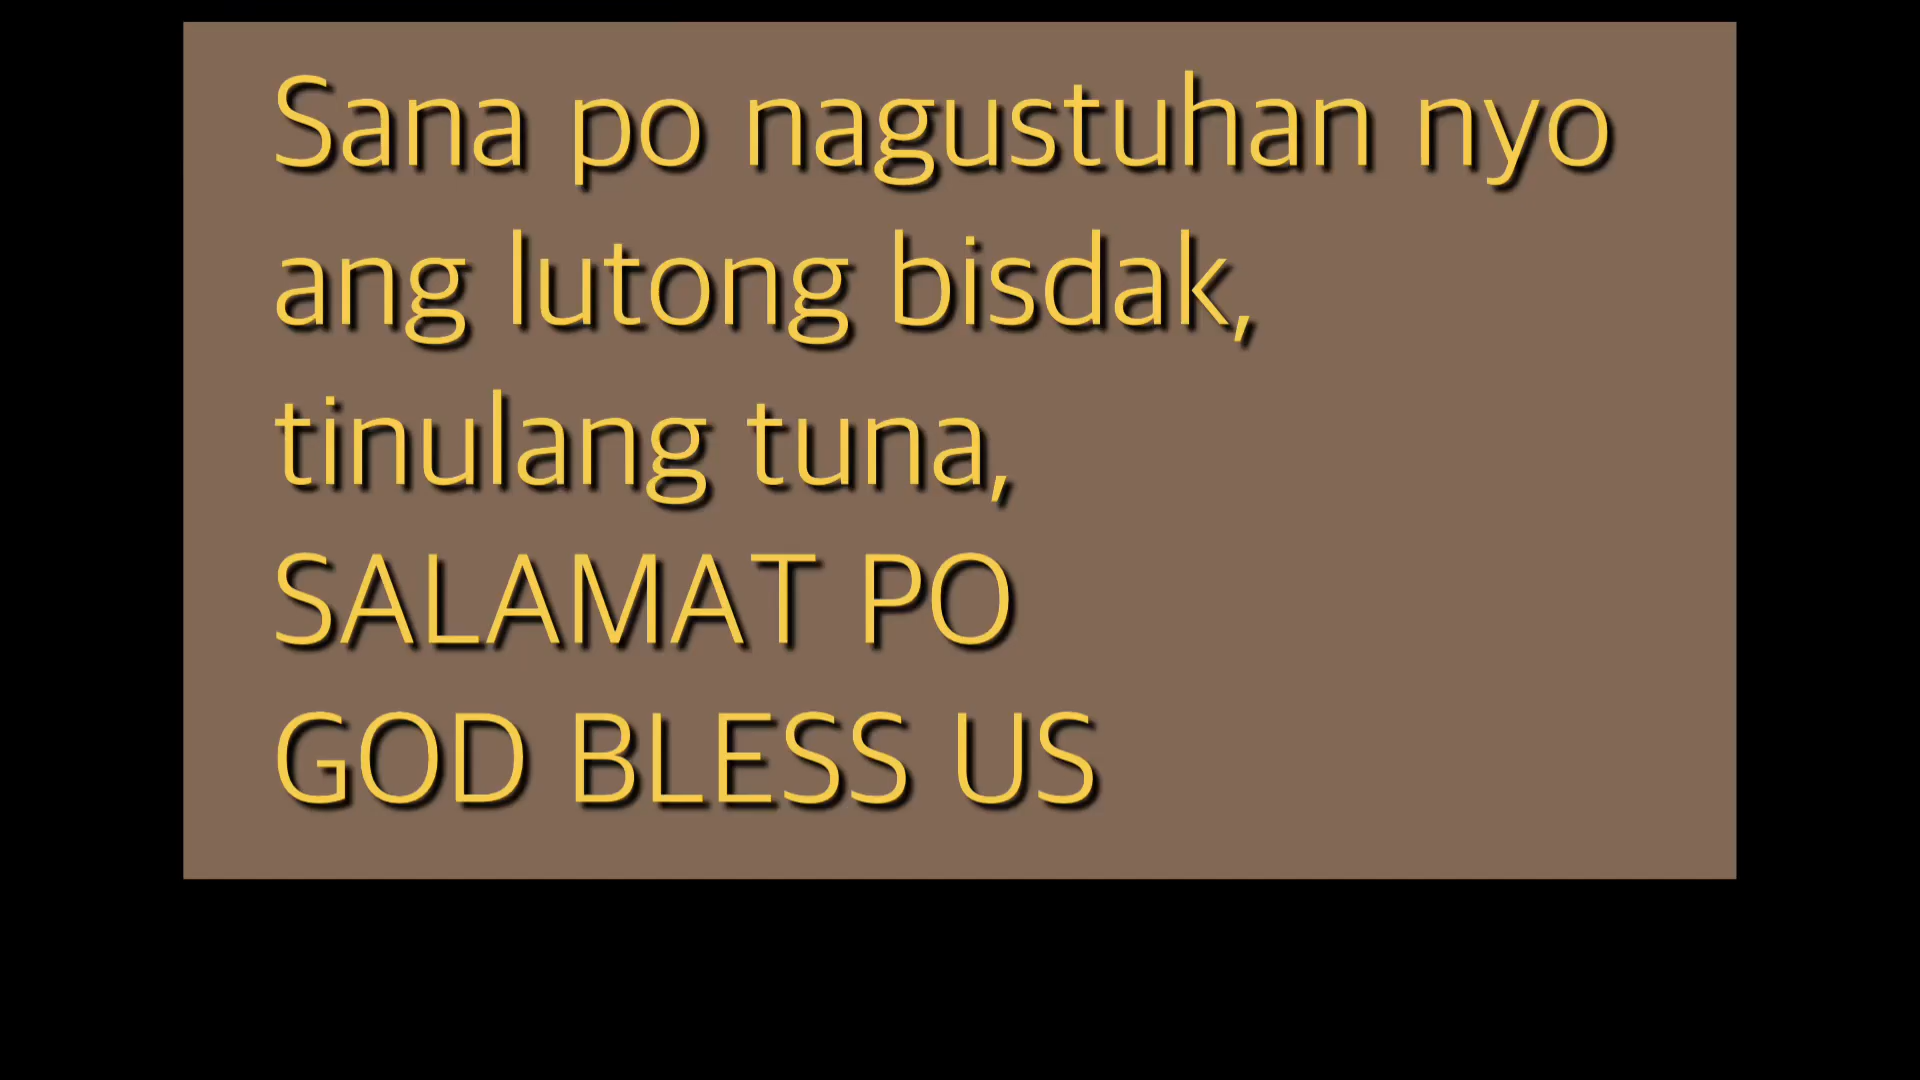 Sana po nagustuhan nyo
ang lutong bisdak,
tinulang tuna,
SALAMAT PO
GOD BLESS US